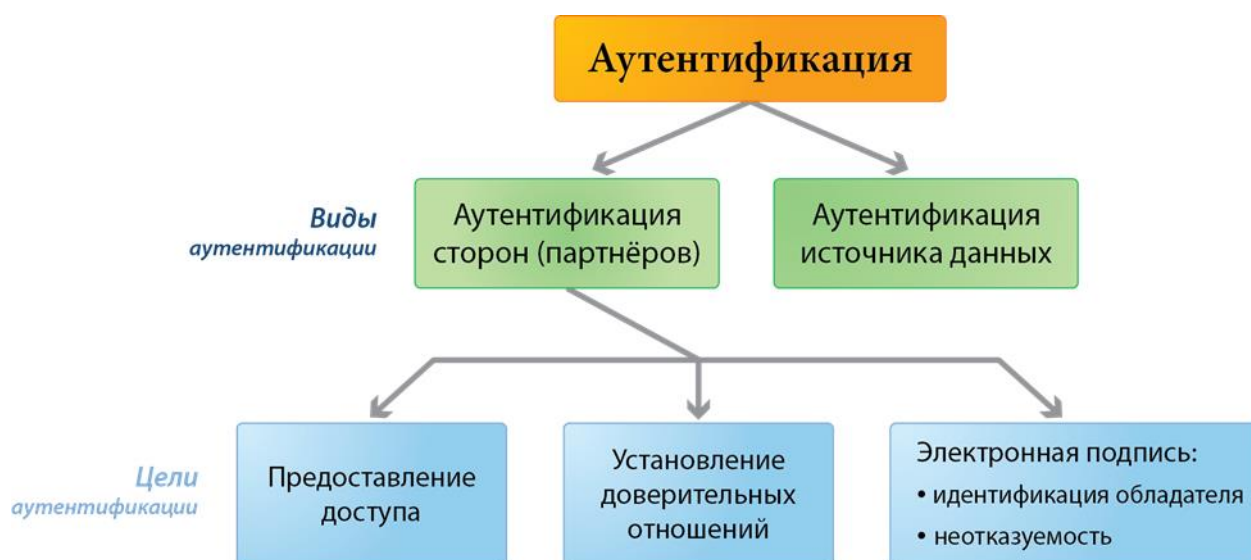 Аутентификация
Виды
аутентификации
Аутентификация
сторон (партнёров)
Аутентификация
источника данных
Цели
аутентификации
Предоставление
доступа
Установление
доверительных
отношений
Электронная подпись:
• идентификация обладателя
• неотказуемость